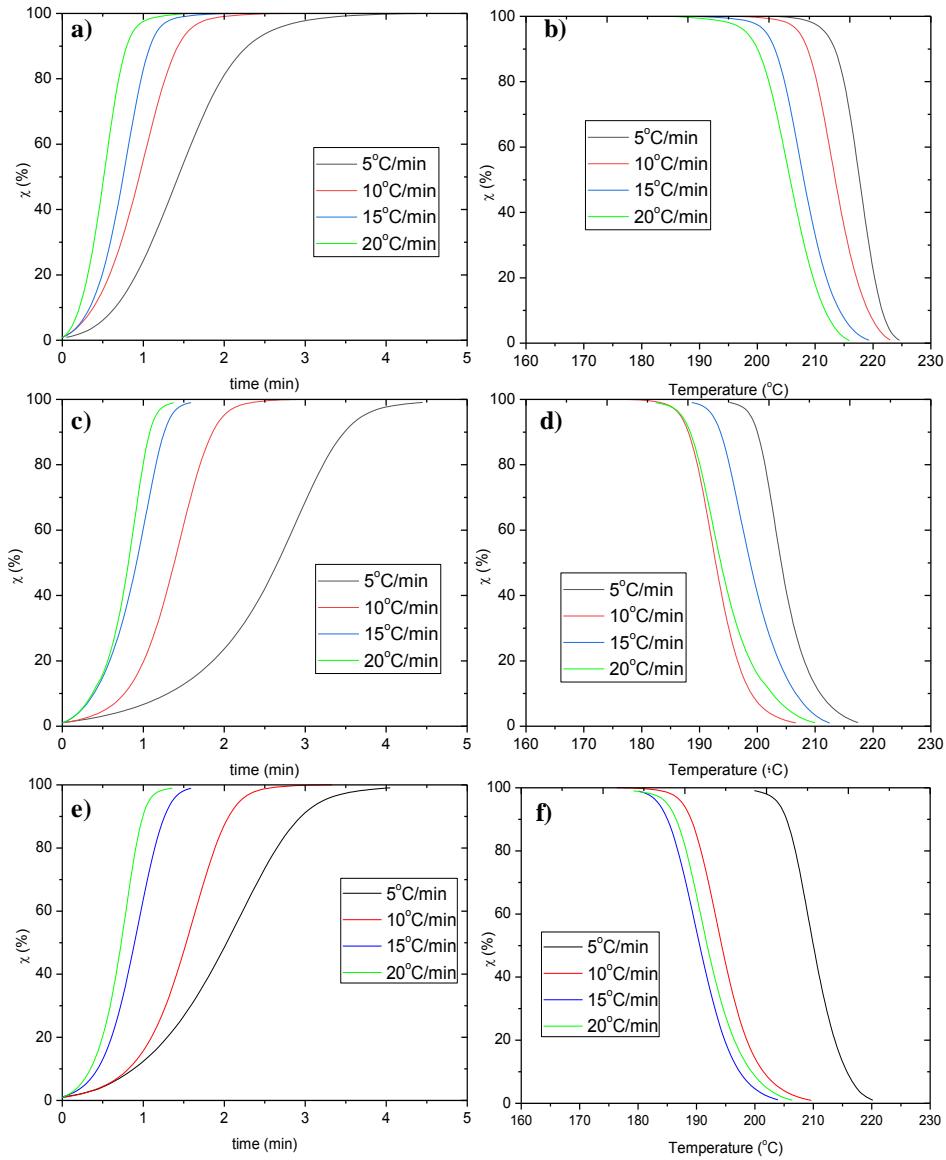 a)
100
80
60
40
20
0
χ (%)
5°C/min
10°C/min
15°C/min
20°C/min
0 1 2 3 4 5
time (min)
b)
100
80
60
40
20
0
χ (%)
5°C/min
10°C/min
15°C/min
20°C/min
160 170 180 190 200 210 220 230
Temperature (°C)
c)
100
80
60
40
20
0
χ (%)
5°C/min
10°C/min
15°C/min
20°C/min
0 1 2 3 4 5
time (min)
d)
100
80
60
40
20
0
χ (%)
5°C/min
10°C/min
15°C/min
20°C/min
160 170 180 190 200 210 220 230
Temperature (°C)
e)
100
80
60
40
20
0
χ (%)
5°C/min
10°C/min
15°C/min
20°C/min
0 1 2 3 4 5
time (min)
f)
100
80
60
40
20
0
χ (%)
5°C/min
10°C/min
15°C/min
20°C/min
160 170 180 190 200 210 220 230
Temperature (°C)